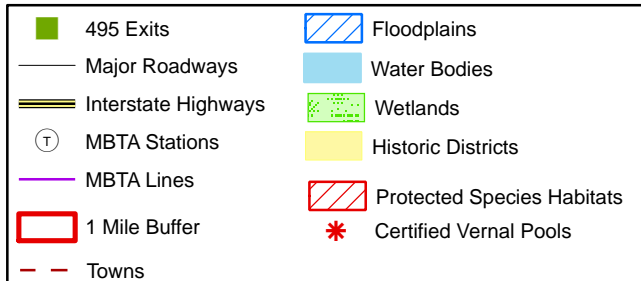 495 Exits
Major Roadways
Interstate Highways
T
MBTA Stations
MBTA Lines
1 Mile Buffer
Towns
Floodplains
Water Bodies
Wetlands
Historic Districts
Protected Species Habitats
Certified Vernal Pools